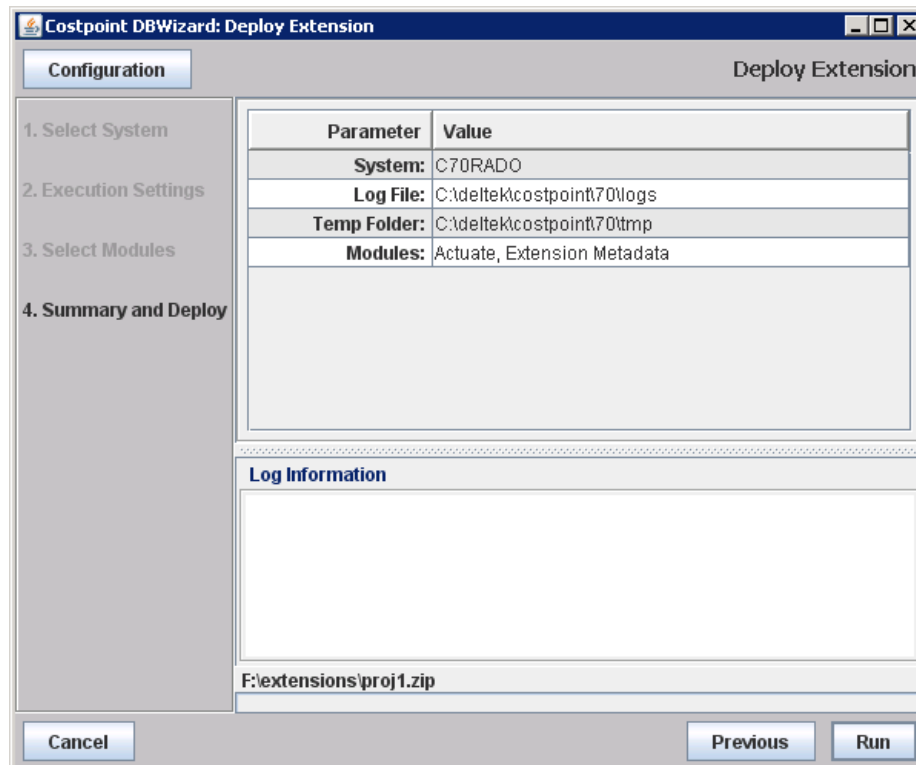 Costpoint DBWizard: Deploy Extension
Configuration
Deploy Extension
1. Select System
2. Execution Settings
3. Select Modules
4. Summary and Deploy
Parameter Value
System: C70RADO
Log File: C:\deltek\costpoint\70\logs
Temp Folder: C:\deltek\costpoint\70\tmp
Modules: Actuate, Extension Metadata
Log Information
F:\extensions\proj1.zip
Cancel
Previous
Run